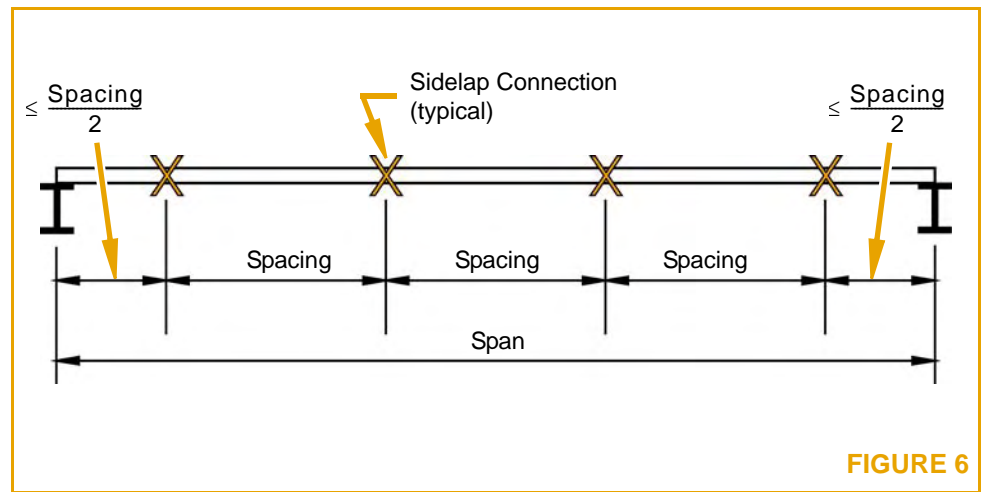 Sidelap Connection
(typical)
≤ Spacing
2
≤ Spacing
2
Spacing
Spacing
Spacing
Span
FIGURE 6